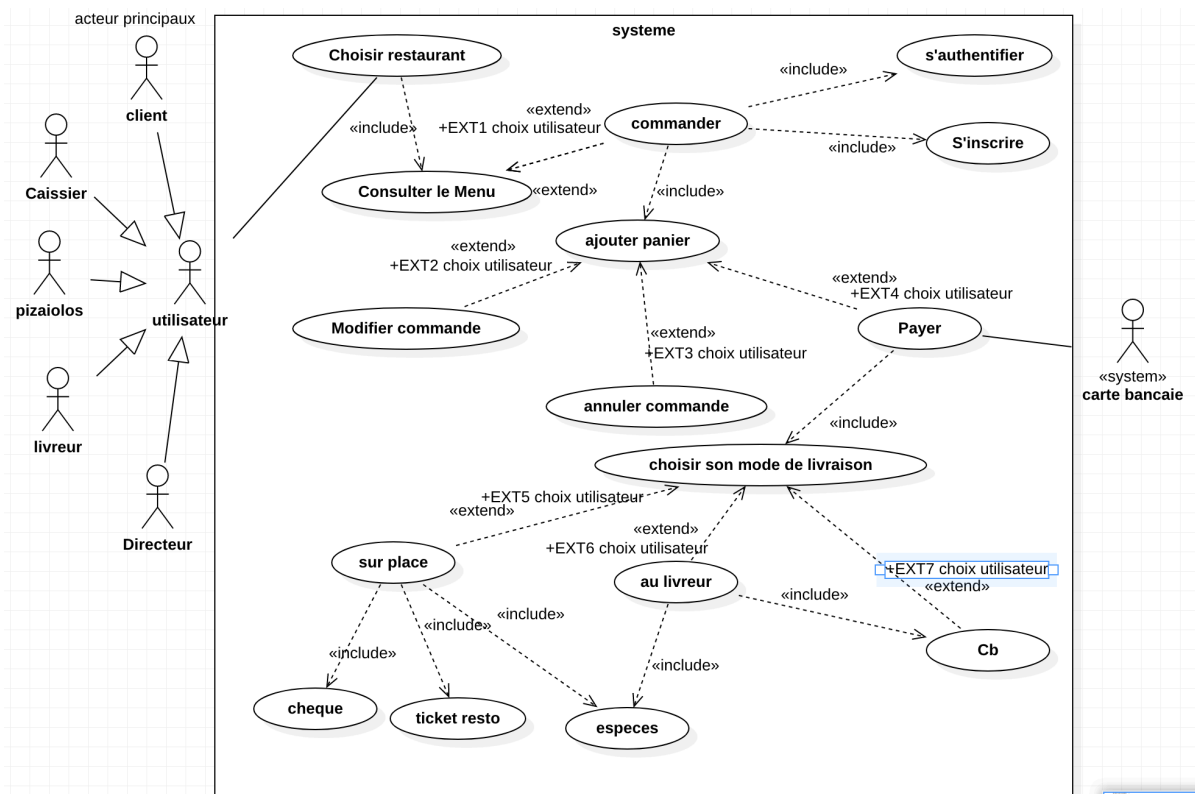 acteur principaux
systeme
client
Caissier
pizaiolos
utilisateur
livreur
Directeur
Choisir restaurant
s'authentifier
«include»
«extend»
commander
+EXT1 choix utilisateur
«include»
S'inscrire
«include»
Consulter le Menu
«extend»
«include»
ajouter panier
«extend»
+EXT2 choix utilisateur
«extend»
+EXT4 choix utilisateur
Modifier commande
«extend»
Payer
+EXT3 choix utilisateur
«system»
carte bancaie
annuler commande
«include»
choisir son mode de livraison
+EXT5 choix utilisateur
«extend»
«extend»
+EXT6 choix utilisateur
sur place
+EXT7 choix utilisateur
«extend»
au livreur
«include»
«include»
«include»
«include»
Cb
«include»
cheque
ticket resto
especes